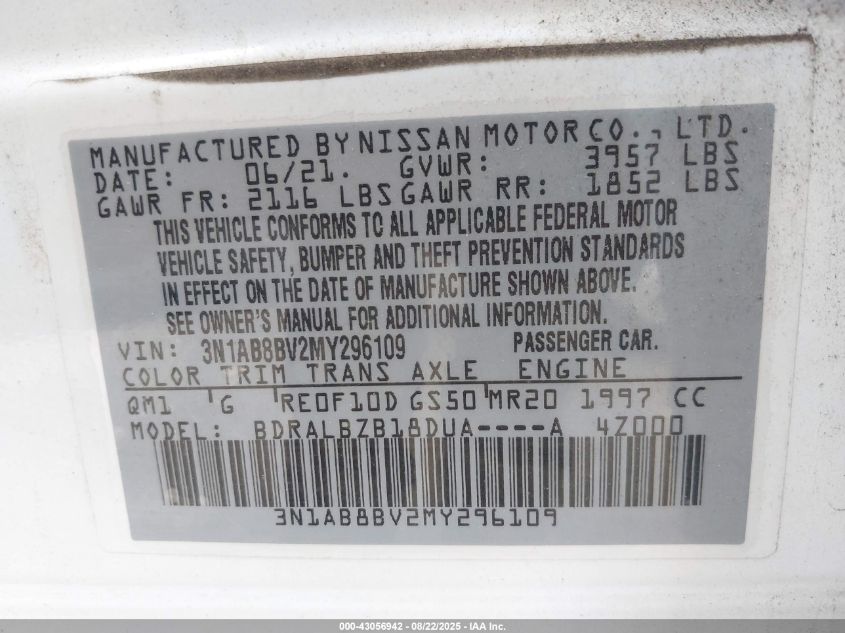 MANUFACTURED BY NISSAN MOTOR CO., LTD.
DATE: 06/21. GVWR: 3957 LBS
GAWR FR: 2116 LBS GAWR RR: 1852 LBS
THIS VEHICLE CONFORMS TO ALL APPLICABLE FEDERAL MOTOR
VEHICLE SAFETY, BUMPER AND THEFT PREVENTION STANDARDS
IN EFFECT ON THE DATE OF MANUFACTURE SHOWN ABOVE.
SEE OWNER'S MANUAL FOR ADDITIONAL INFORMATION.
VIN: 3N1AB8BV2MY296109 PASSENGER CAR.
COLOR TRIM TRANS AXLE ENGINE
QM1 'G 'RE0F10D GS50'MR20 1997 CC
MODEL: BDRALBZB18DUA----A 4Z000
3N1AB8BV2MY296109
000-43056942 - 08/22/2025 - IAA Inc.